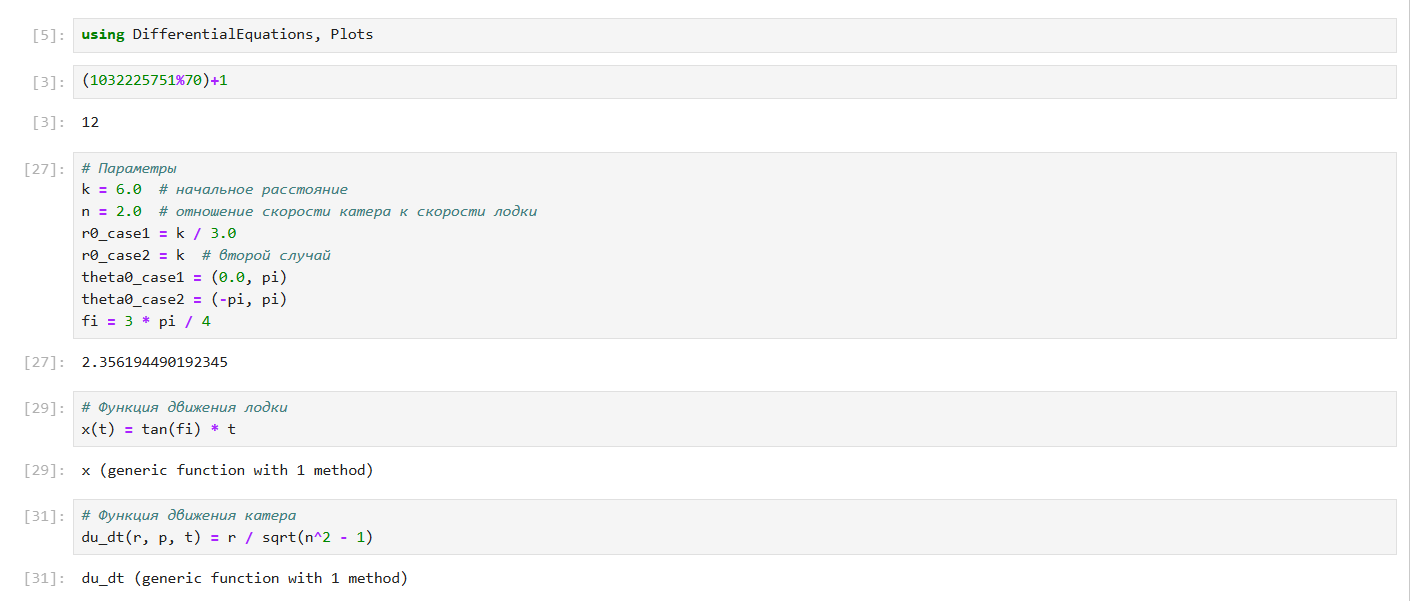 [5]: using DifferentialEquations, Plots
[3]: (1032225751%70)+1
[3]: 12
[27]: # Параметры
k = 6.0  # начальное расстояние
n = 2.0  # отношение скорости катера к скорости лодки
r0_case1 = k / 3.0
r0_case2 = k  # второй случай
theta0_case1 = (0.0, pi)
theta0_case2 = (-pi, pi)
fi = 3 * pi / 4
[27]: 2.356194490192345
[29]: # Функция движения лодки
x(t) = tan(fi) * t
[29]: x (generic function with 1 method)
[31]: # Функция движения катера
du_dt(r, p, t) = r / sqrt(n^2 - 1)
[31]: du_dt (generic function with 1 method)